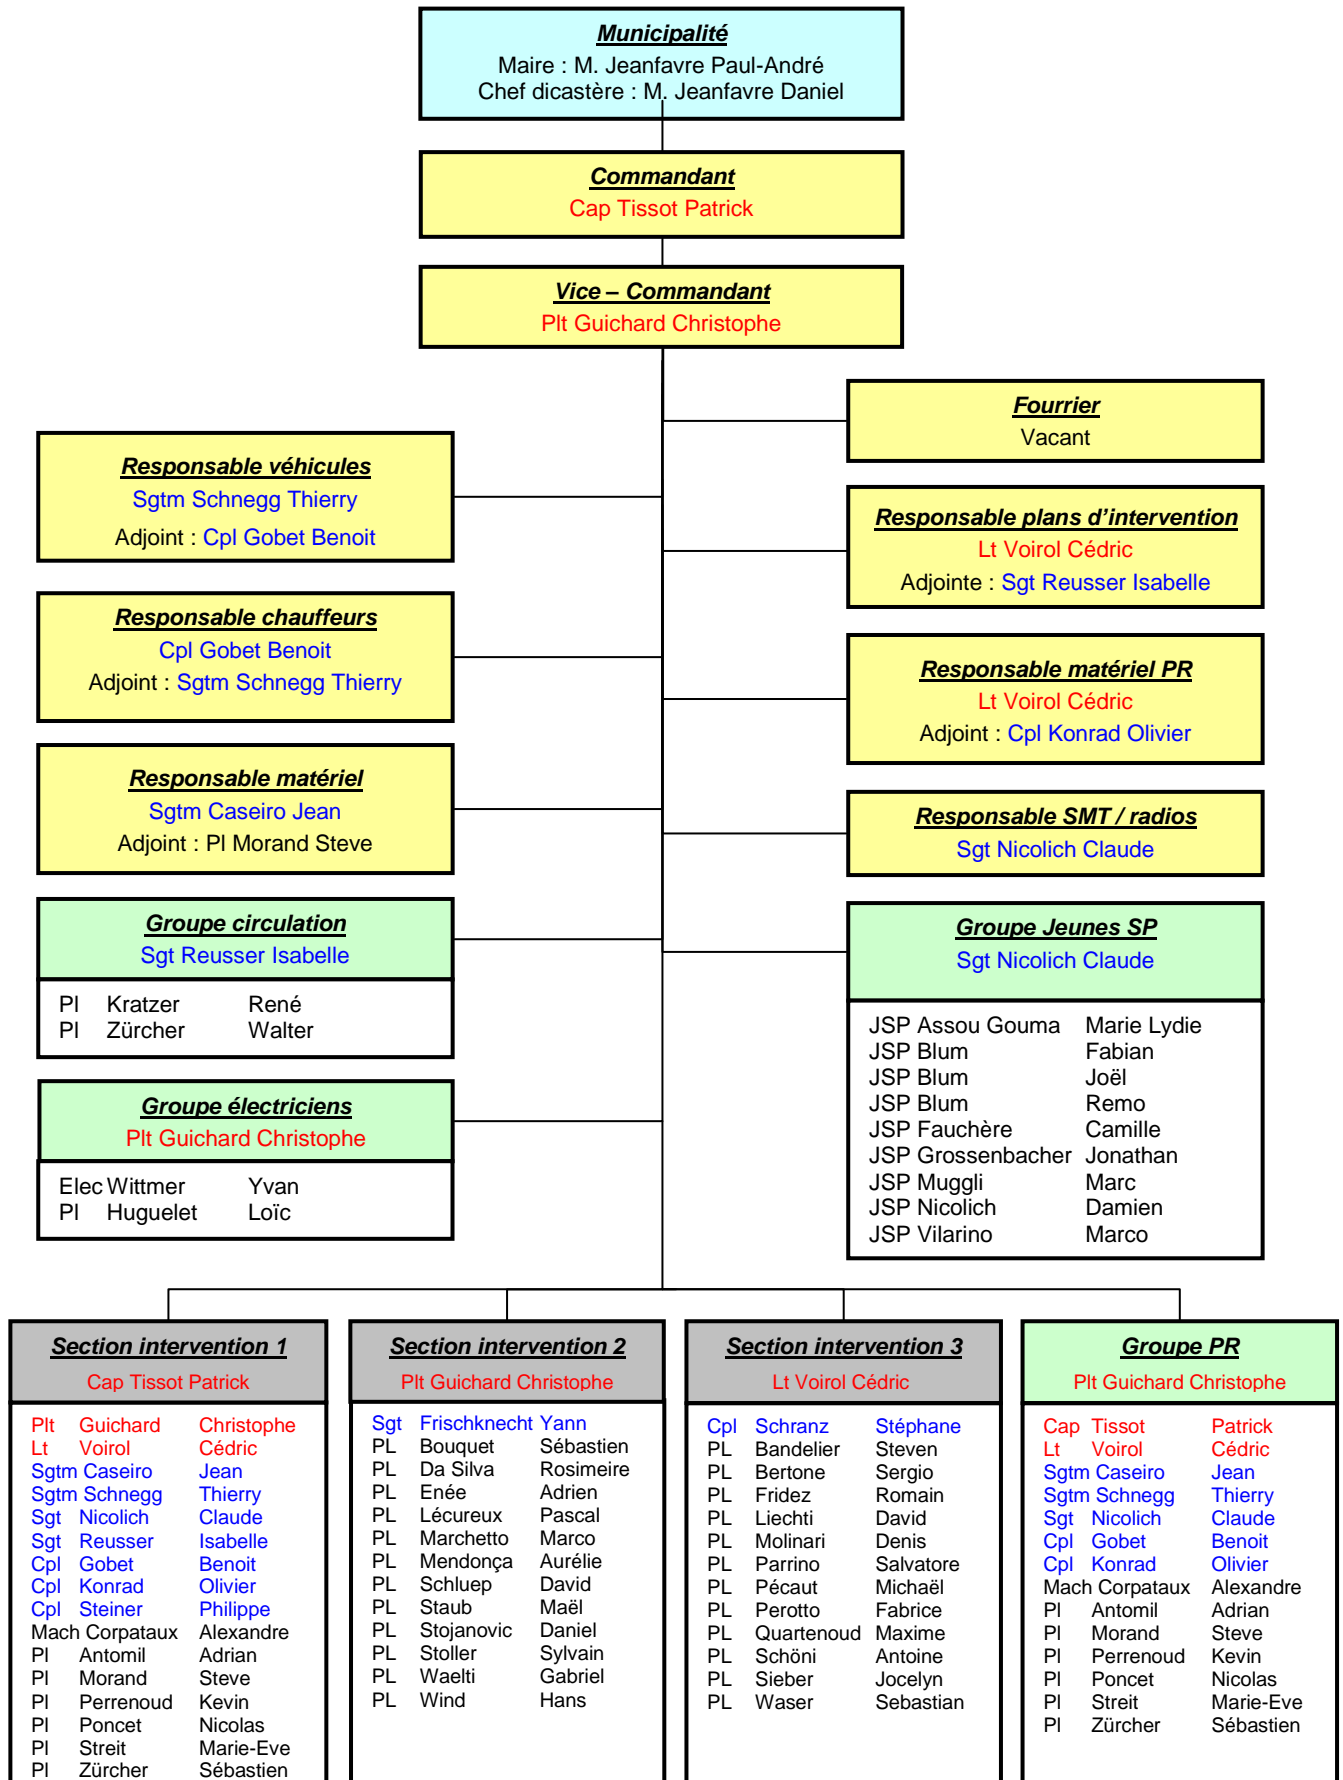 Municipalité
Maire : M. Jeanfavre Paul-André
Chef dicastère : M. Jeanfavre Daniel
Commandant
Cap Tissot Patrick
Vice – Commandant
Plt Guichard Christophe
Fourrier
Vacant
Responsable véhicules
Sgtm Schnegg Thierry
Adjoint : Cpl Gobet Benoit
Responsable plans d’intervention
Lt Voirol Cédric
Adjointe : Sgt Reusser Isabelle
Responsable chauffeurs
Cpl Gobet Benoit
Adjoint : Sgtm Schnegg Thierry
Responsable matériel PR
Lt Voirol Cédric
Adjoint : Cpl Konrad Olivier
Responsable matériel
Sgtm Caseiro Jean
Adjoint : Pl Morand Steve
Responsable SMT / radios
Sgt Nicolich Claude
Groupe circulation
Sgt Reusser Isabelle
Pl Kratzer René
Pl Zürcher Walter
Groupe Jeunes SP
Sgt Nicolich Claude
JSP Assou Gouma Marie Lydie
JSP Blum Fabian
JSP Blum Joël
JSP Blum Remo
JSP Fauchère Camille
JSP Grossenbacher Jonathan
JSP Muggli Marc
JSP Nicolich Damien
JSP Vilarino Marco
Groupe électriciens
Plt Guichard Christophe
Elec Wittmer Yvan
Pl Huguelet Loïc
Section intervention 1
Cap Tissot Patrick
Plt Guichard Christophe
Lt Voirol Cédric
Sgtm Caseiro Jean
Sgtm Schnegg Thierry
Sgt Nicolich Claude
Sgt Reusser Isabelle
Cpl Gobet Benoit
Cpl Konrad Olivier
Cpl Steiner Philippe
Mach Corpataux Alexandre
Pl Antomil Adrian
Pl Morand Steve
Pl Perrenoud Kevin
Pl Poncet Nicolas
Pl Streit Marie-Eve
Pl Zürcher Sébastien
Section intervention 2
Plt Guichard Christophe
Sgt Frischknecht Yann
PL Bouquet Sébastien
PL Da Silva Rosimeire
PL Enée Adrien
PL Lécureux Pascal
PL Marchetto Marco
PL Mendonça Aurélie
PL Schluep David
PL Staub Maël
PL Stojanovic Daniel
PL Stoller Sylvain
PL Waelti Gabriel
PL Wind Hans
Section intervention 3
Lt Voirol Cédric
Cpl Schranz Stéphane
PL Bandelier Steven
PL Bertone Sergio
PL Fridez Romain
PL Liechti David
PL Molinari Denis
PL Parrino Salvatore
PL Pécaut Michaël
PL Perotto Fabrice
PL Quartenoud Maxime
PL Schöni Antoine
PL Sieber Jocelyn
PL Waser Sebastian
Groupe PR
Plt Guichard Christophe
Cap Tissot Patrick
Lt Voirol Cédric
Sgtm Caseiro Jean
Sgtm Schnegg Thierry
Sgt Nicolich Claude
Cpl Gobet Benoit
Cpl Konrad Olivier
Mach Corpataux Alexandre
Pl Antomil Adrian
Pl Morand Steve
Pl Perrenoud Kevin
Pl Poncet Nicolas
Pl Streit Marie-Eve
Pl Zürcher Sébastien